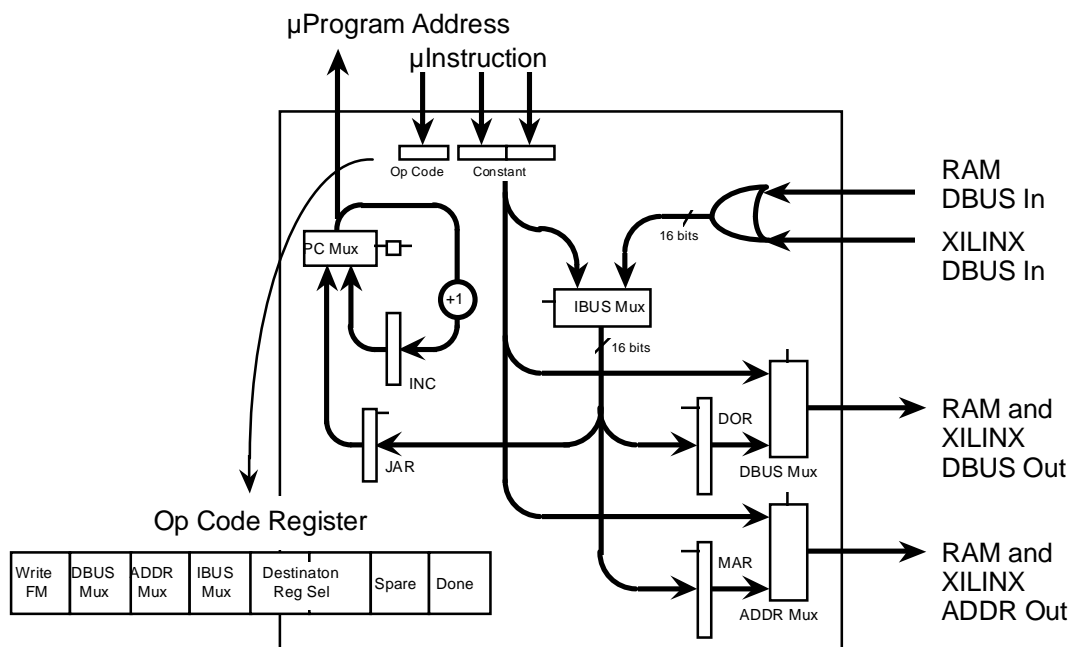 µProgram Address
µInstruction
Op Code
Constant
RAM
DBUS In
XILINX
DBUS In
16 bits
PC Mux
+1
IBUS Mux
16 bits
INC
DOR
JAR
DBUS Mux
RAM and
XILINX
DBUS Out
Op Code Register
MAR
ADDR Mux
RAM and
XILINX
ADDR Out
Write
FM
DBUS
Mux
ADDR
Mux
IBUS
Mux
Destinaton
Reg Sel
Spare
Done